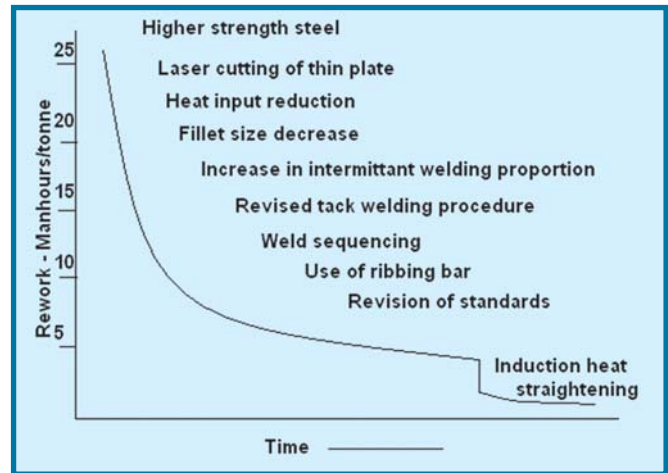 Higher strength steel
25
Laser cutting of thin plate
Heat input reduction
20
Fillet size decrease
Increase in intermittant welding proportion
15
Revised tack welding procedure
Weld sequencing
10
Use of ribbing bar
Revision of standards
5
Rework - Manhours/tonne
Induction heat
straightening
Time